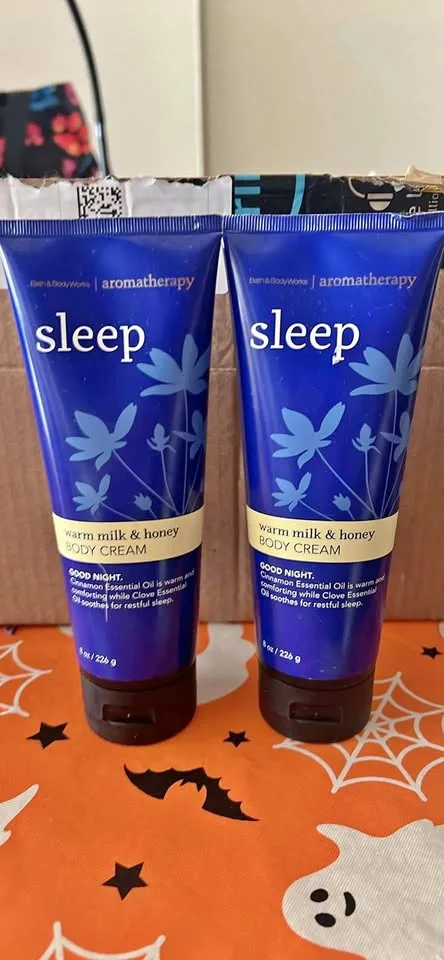 Bath & Body Works | aromatherapy
sleep
warm milk & honey
BODY CREAM
GOOD NIGHT.
Cinnamon Essential Oil is warm and
comforting while Clove Essential
Oil soothes for restful sleep.
8 oz / 226 g
Bath & Body Works | aromatherapy
sleep
warm milk & honey
BODY CREAM
GOOD NIGHT.
Cinnamon Essential Oil is warm and
comforting while Clove Essential
Oil soothes for restful sleep.
8 oz / 226 g